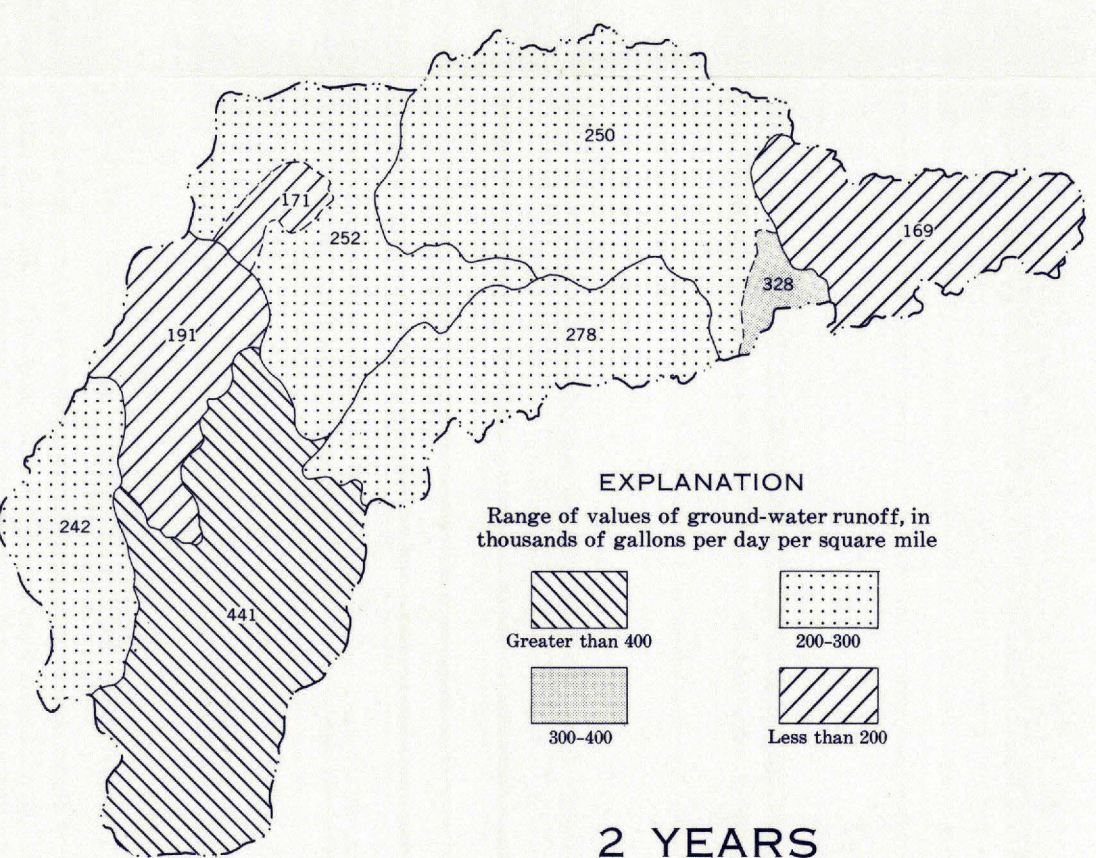 250
171
252
169
328
191
278
242
441
EXPLANATION
Range of values of ground-water runoff, in
thousands of gallons per day per square mile
Greater than 400
200-300
300-400
Less than 200
2 YEARS